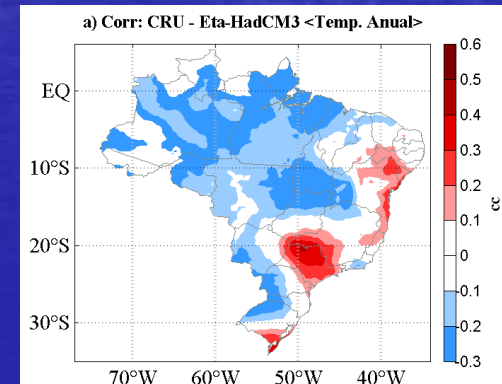 a) Corr: CRU - Eta-HadCM3 <Temp. Anual>
EQ
10°S
20°S
30°S
70°W 60°W 50°W 40°W
0.6
0.5
0.4
0.3
0.2
0.1
0
-0.1
-0.2
-0.3
cc